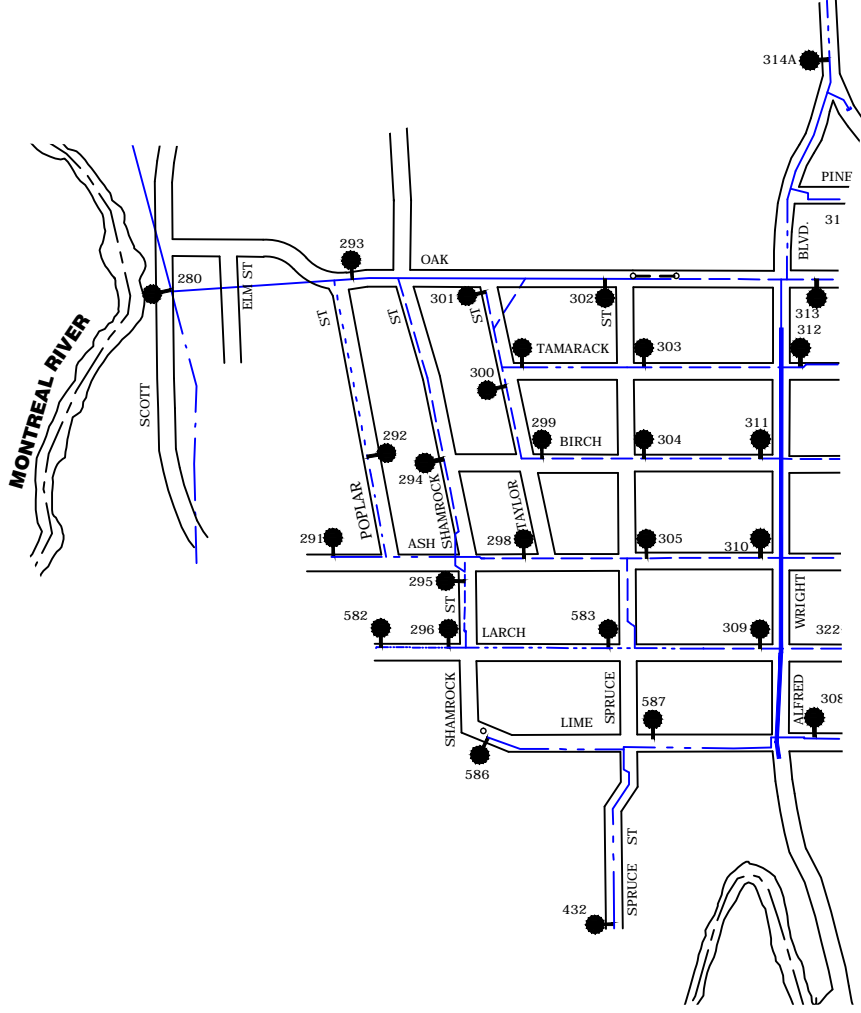 314A
PINE
31
BLVD.
293
OAK
280
ELM ST
301
ST
ST
ST
302
ST
313
312
TAMARACK
303
MONTREAL RIVER
SCOTT
300
299
BIRCH
304
311
292
294
POPLAR
SHAMROCK
TAYLOR
291
ASH
298
305
310
295
ST
582
296
LARCH
583
309
WRIGHT
322
SHAMROCK
SPRUCE
587
ALFRED
308
LIME
586
ST
SPRUCE
432